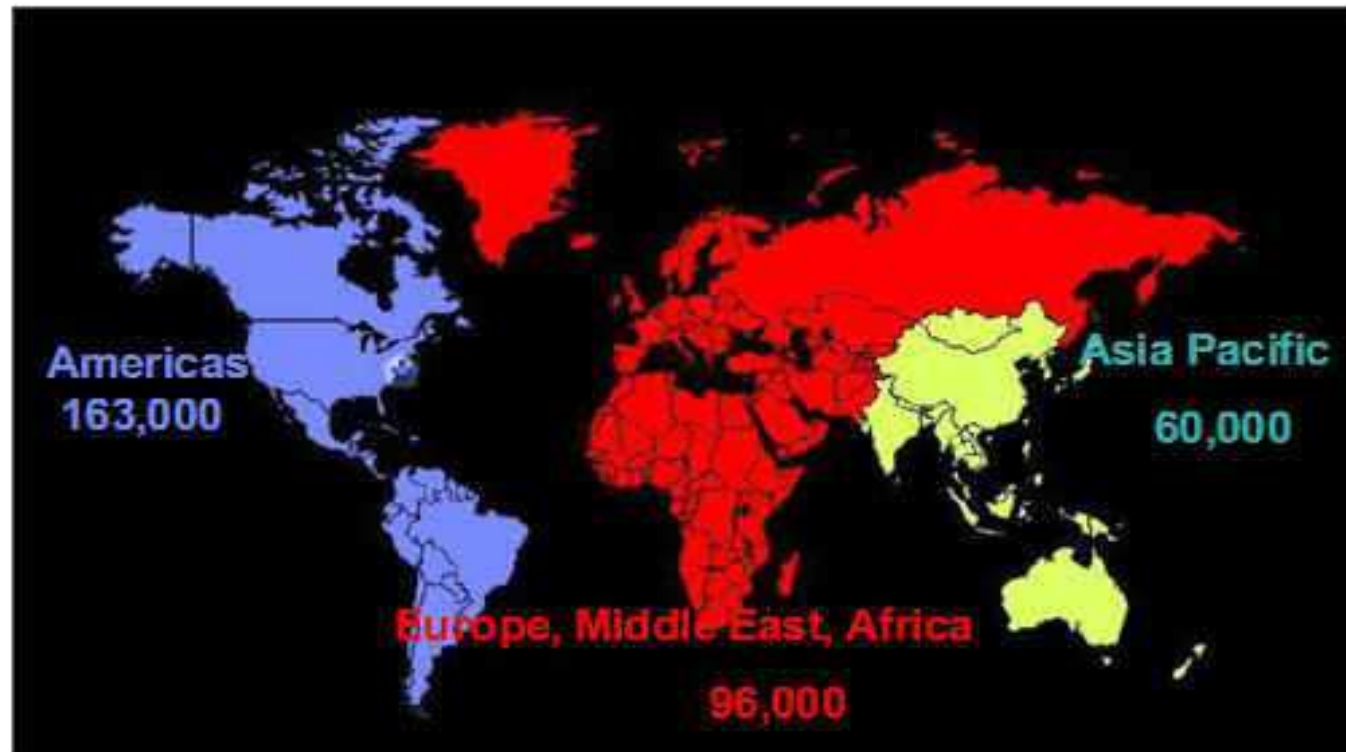 Americas
163,000
Asia Pacific
60,000
Europe, Middle East, Africa
96,000